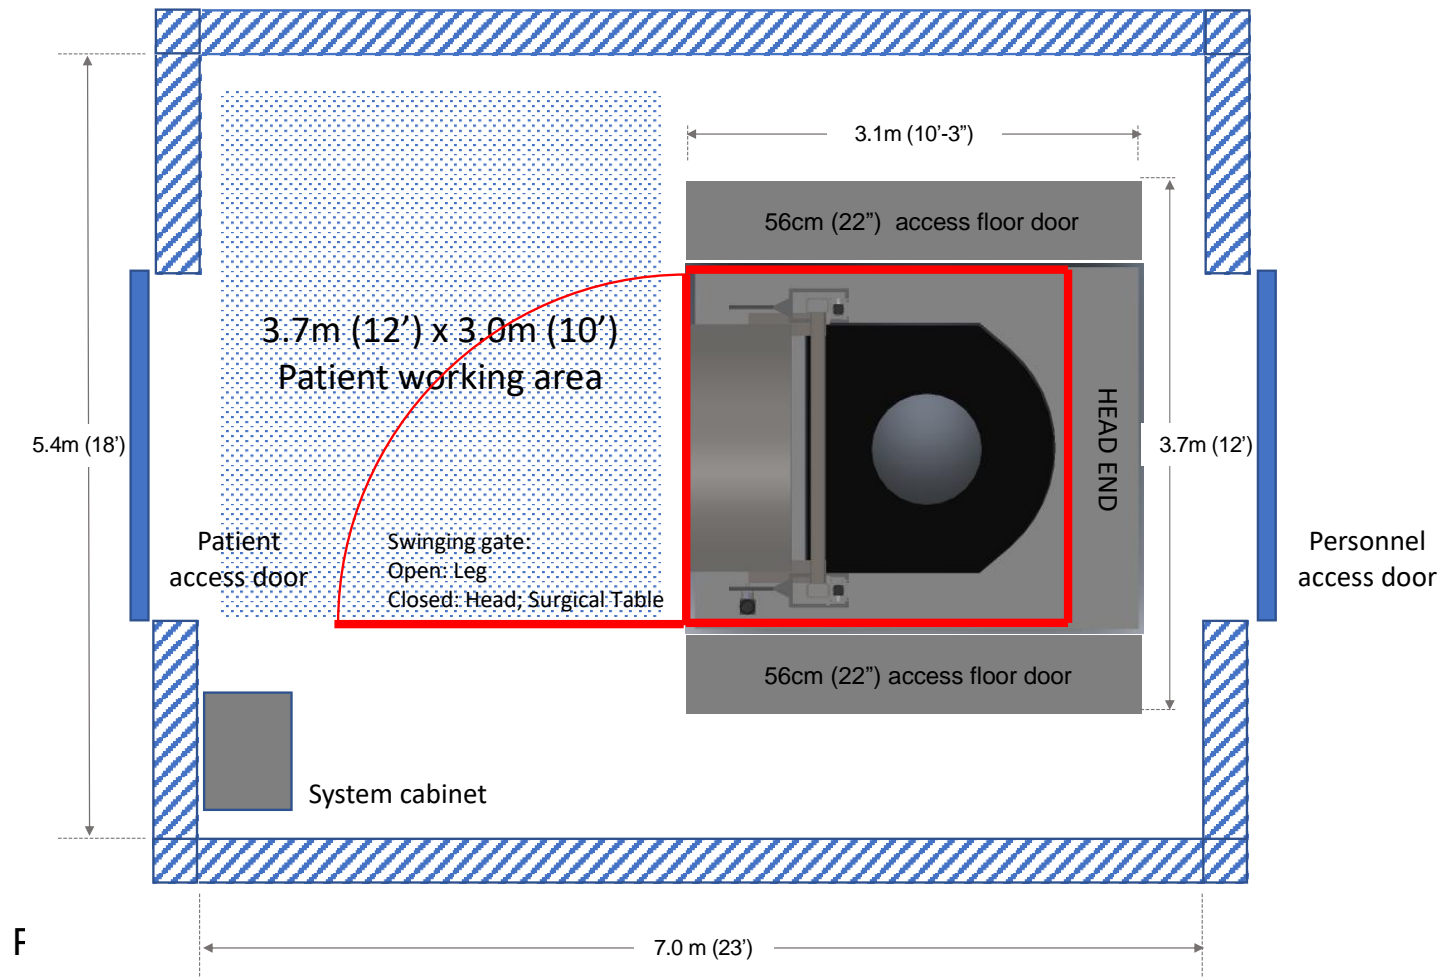 3.1m (10'-3”)
56cm (22”) access floor door
3.7m (12’) x 3.0m (10’)
Patient working area
HEAD END
5.4m (18’)
3.7m (12’)
Patient
access door
Swinging gate:
Open: Leg
Closed: Head; Surgical Table
Personnel
access door
56cm (22”) access floor door
System cabinet
7.0 m (23’)